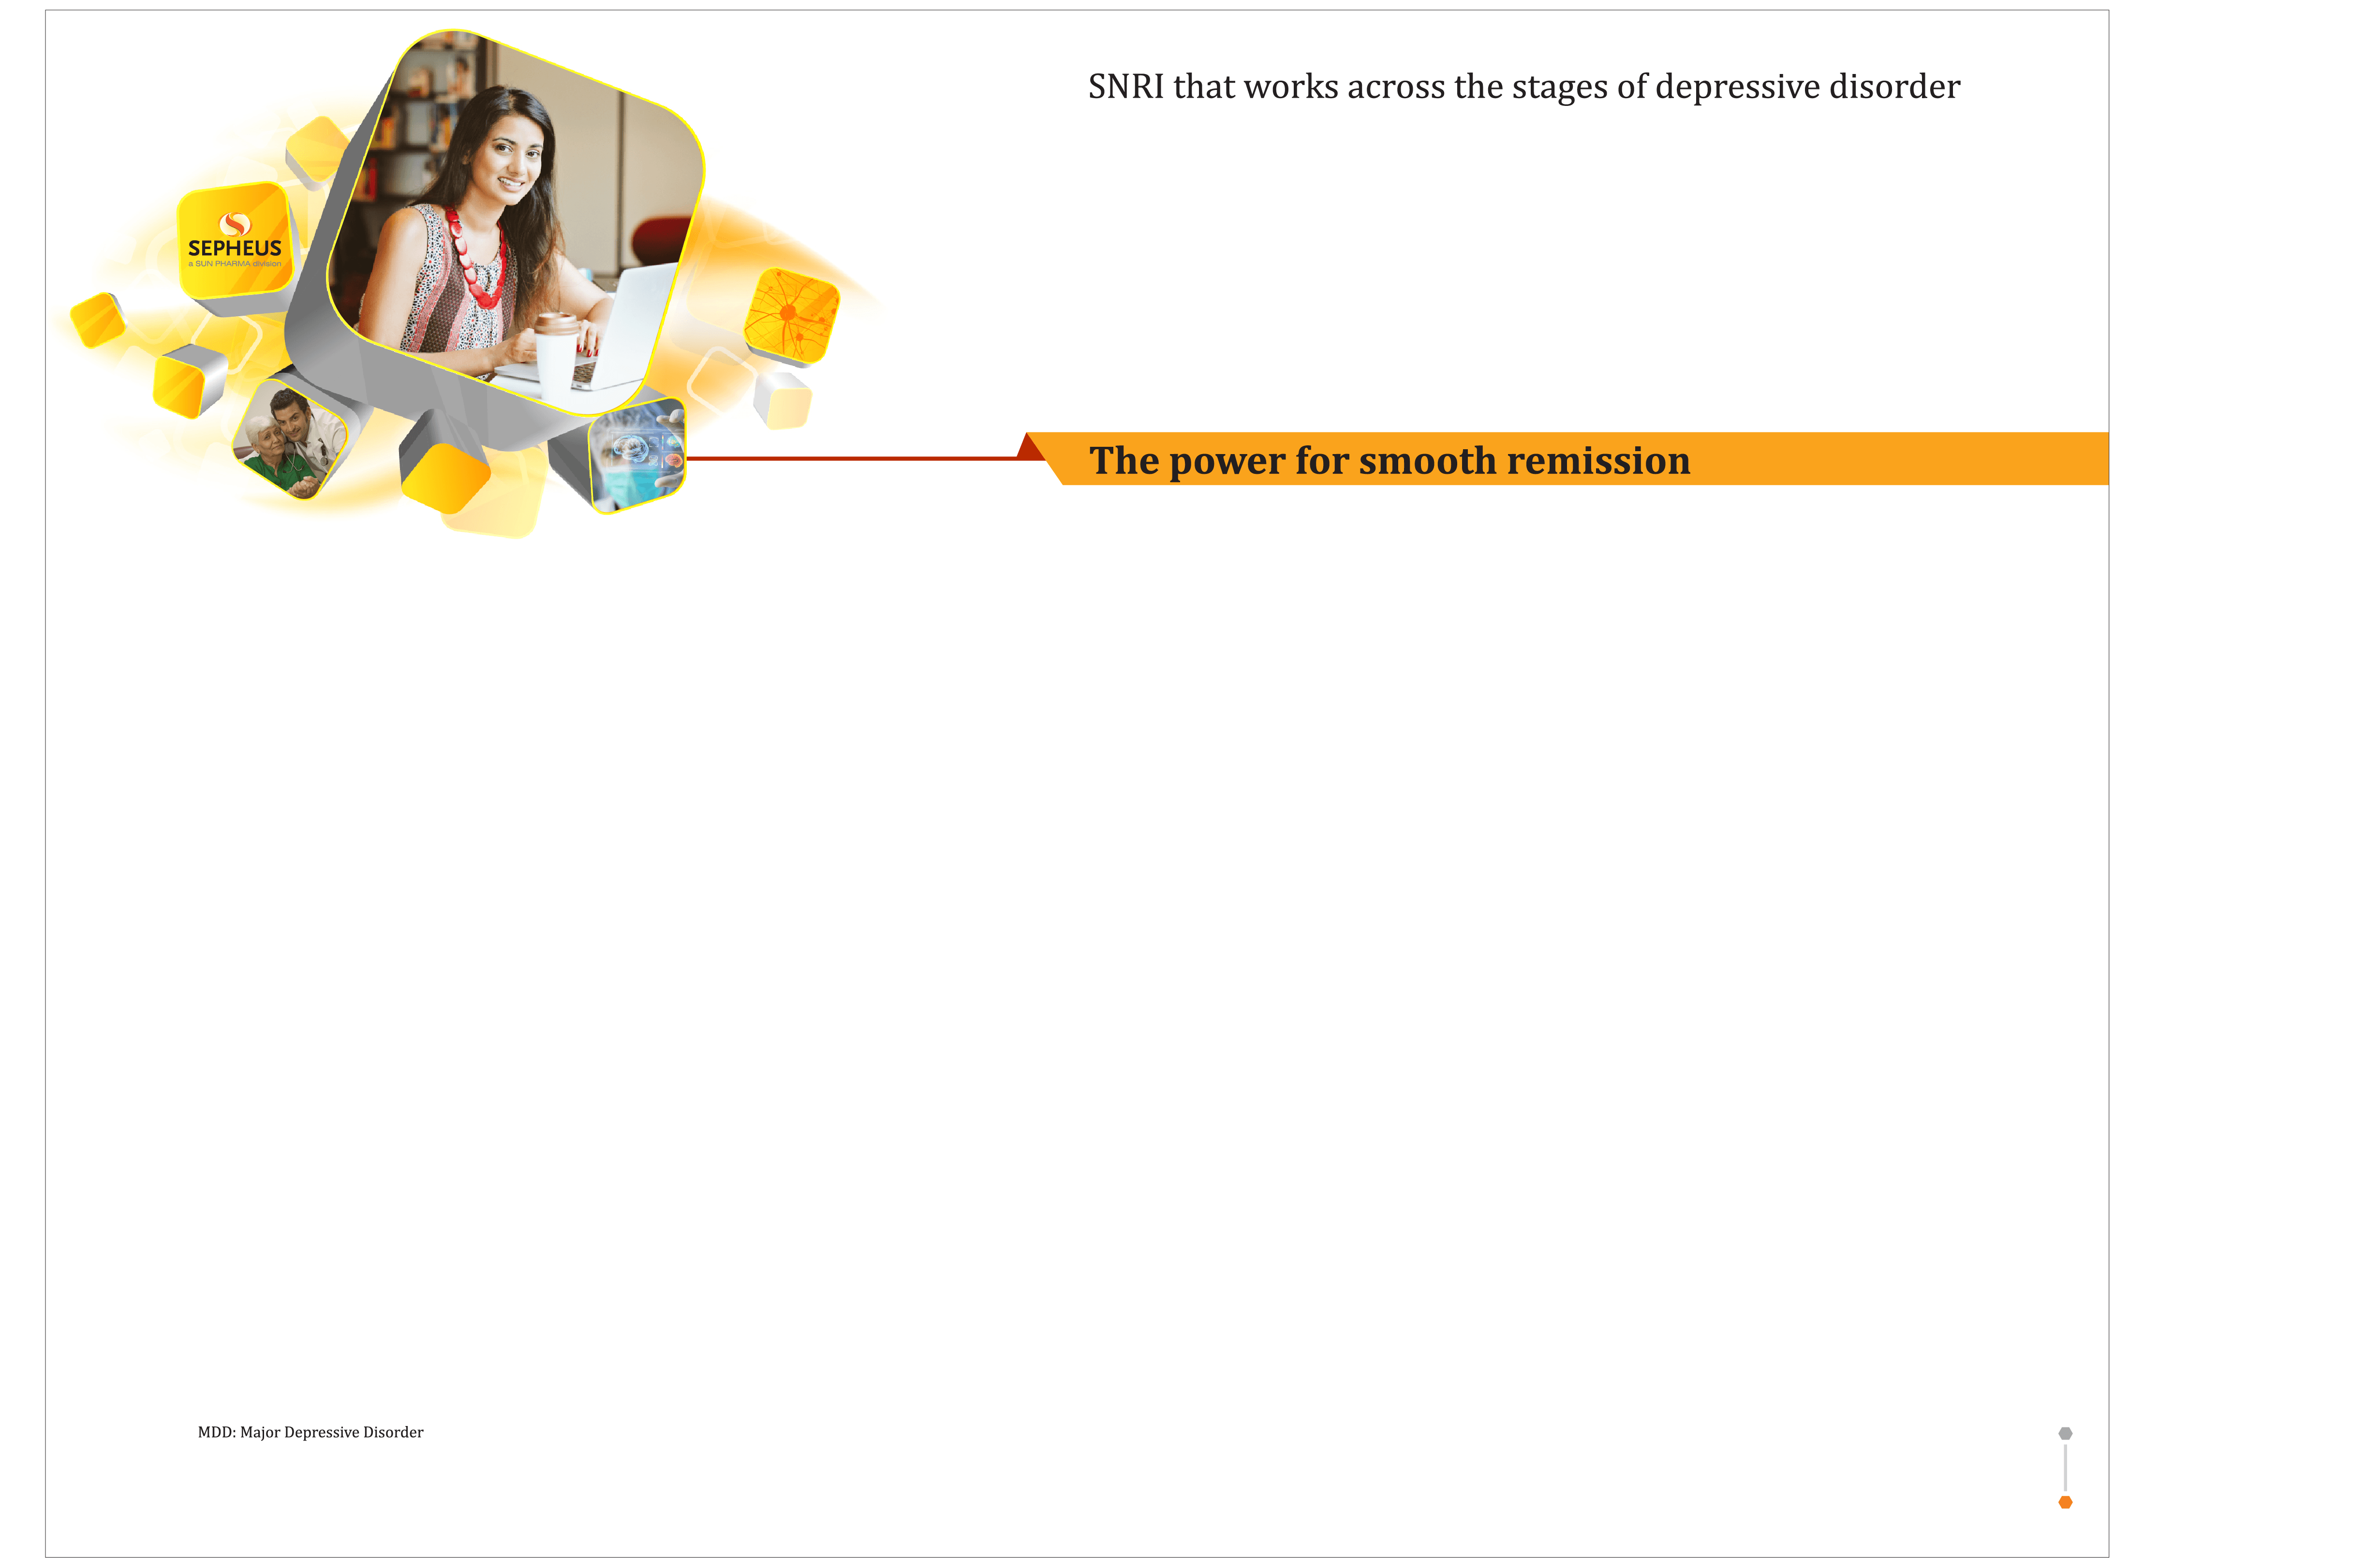 SNRI that works across the stages of depressive disorder
SEPHEUS
a SUN PHARMA division
The power for smooth remission
MDD: Major Depressive Disorder